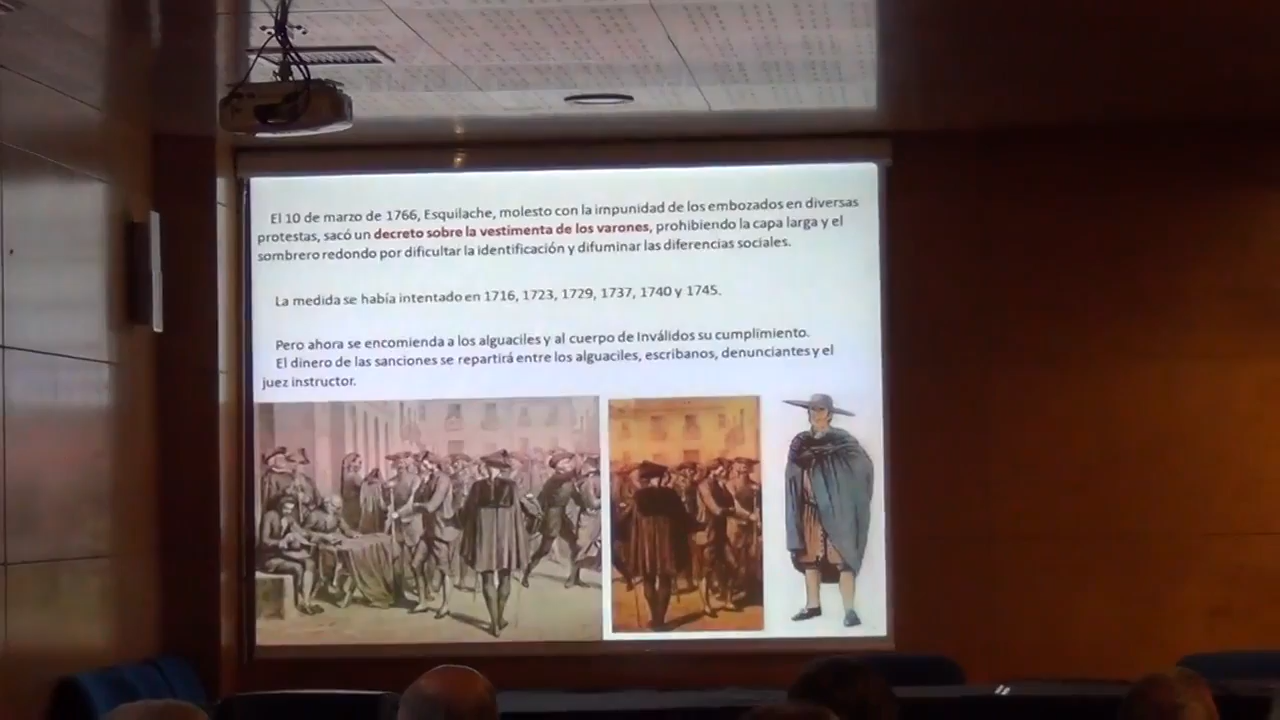 El 10 de marzo de 1766, Esquilache, molesto con la impunidad de los embozados en diversas
protestas, sacó un decreto sobre la vestimenta de los varones, prohibiendo la capa larga y el
sombrero redondo por dificultar la identificación y difuminar las diferencias sociales.
La medida se había intentado en 1716, 1723, 1729, 1737, 1740 y 1745.
Pero ahora se encomienda a los alguaciles y al cuerpo de Inválidos su cumplimiento.
El dinero de las sanciones se repartirá entre los alguaciles, escribanos, denunciantes y el
juez instructor.